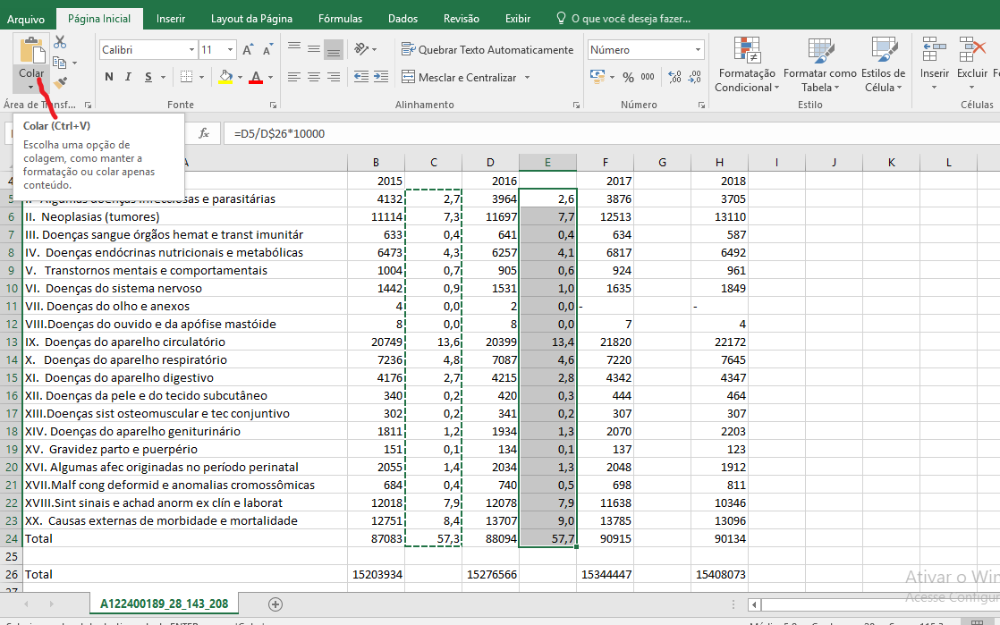 Arquivo Página Inicial Inserir Layout da Página Fórmulas Dados Revisão Exibir O que você deseja fazer...
Colar
Calibri 11
N I S
Quebrar Texto Automaticamente
Mesclar e Centralizar
Número
% 000
Formatação Condicional
Formatar como Tabela
Estilos de Célula
Inserir Excluir
Fonte Alinhamento Número Estilo Células
Colar (Ctrl+V)
Escolha uma opção de
colagem, como manter a
formatação ou colar apenas
conteúdo.
fx =D5/D$26*10000
A B C D E F G H I J K L
4 2015 2016 2017 2018
5 4132 2,7 3964 2,6 3876 3705
6 II. Neoplasias (tumores) 11114 7,3 11697 7,7 12513 13110
7 III. Doenças sangue órgãos hemat e transt imunitár 633 0,4 641 0,4 634 587
8 IV. Doenças endócrinas nutricionais e metabólicas 6473 4,3 6257 4,1 6817 6492
9 V. Transtornos mentais e comportamentais 1004 0,7 905 0,6 924 961
10 VI. Doenças do sistema nervoso 1442 0,9 1531 1,0 1635 1849
11 VII. Doenças do olho e anexos 4 0,0 2 0,0 - -
12 VIII.Doenças do ouvido e da apófise mastóide 8 0,0 8 0,0 7 4
13 IX. Doenças do aparelho circulatório 20749 13,6 20399 13,4 21820 22172
14 X. Doenças do aparelho respiratório 7236 4,8 7087 4,6 7220 7645
15 XI. Doenças do aparelho digestivo 4176 2,7 4215 2,8 4342 4347
16 XII. Doenças da pele e do tecido subcutâneo 340 0,2 420 0,3 444 464
17 XIII.Doenças sist osteomuscular e tec conjuntivo 302 0,2 341 0,2 307 307
18 XIV. Doenças do aparelho geniturinário 1811 1,2 1934 1,3 2070 2203
19 XV. Gravidez parto e puerpério 151 0,1 134 0,1 137 123
20 XVI. Algumas afec originadas no período perinatal 2055 1,4 2034 1,3 2048 1912
21 XVII.Malf cong deformid e anomalias cromossômicas 684 0,4 740 0,5 698 811
22 XVIII.Sint sinais e achad anorm ex clín e laborat 12018 7,9 12078 7,9 11638 10346
23 XX. Causas externas de morbidade e mortalidade 12751 8,4 13707 9,0 13785 13096
24 Total 87083 57,3 88094 57,7 90915 90134
25
26 Total 15203934 15276566 15344447 15408073
Ativar o Win
Acesse Configur
A122400189_28_143_208